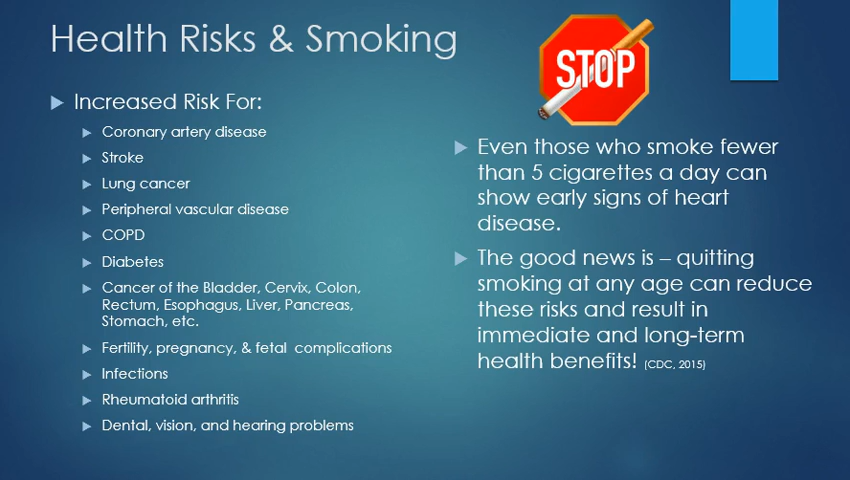 Health Risks & Smoking
Increased Risk For:
Coronary artery disease
Stroke
Lung cancer
Peripheral vascular disease
COPD
Diabetes
Cancer of the Bladder, Cervix, Colon,
Rectum, Esophagus, Liver, Pancreas,
Stomach, etc.
Fertility, pregnancy, & fetal complications
Infections
Rheumatoid arthritis
Dental, vision, and hearing problems
STOP
Even those who smoke fewer
than 5 cigarettes a day can
show early signs of heart
disease.
The good news is – quitting
smoking at any age can reduce
these risks and result in
immediate and long-term
health benefits! (CDC, 2015)